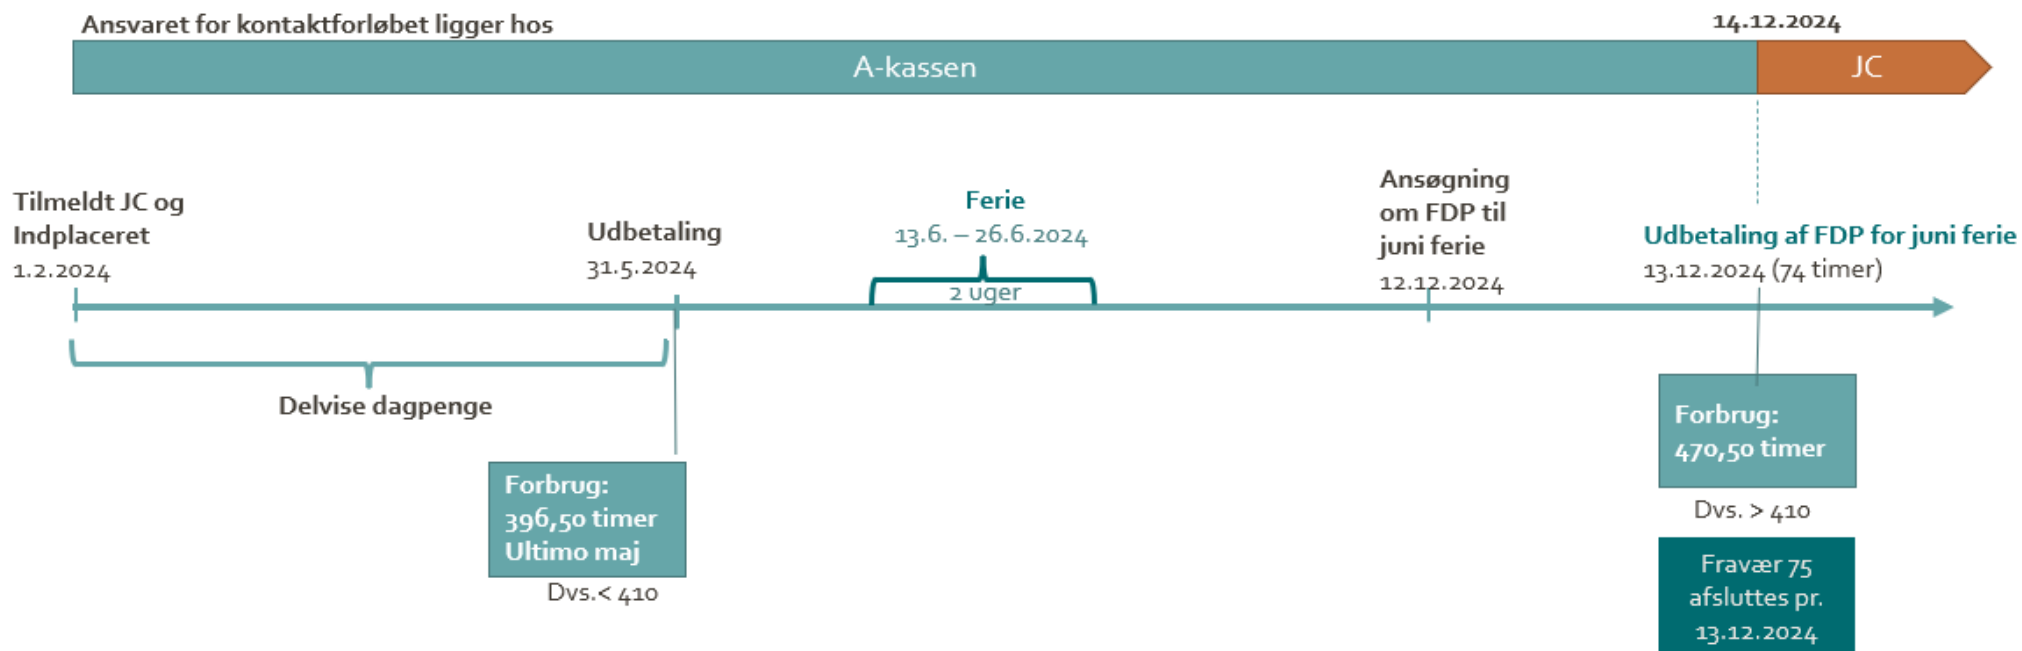 Ansvaret for kontaktforløbet ligger hos
14.12.2024
A-kassen
JC
Tilmeldt JC og
Indplaceret
1.2.2024
Udbetaling
31.5.2024
Ferie
13.6. – 26.6.2024
2 uger
Ansøgning
om FDP til
juni ferie
12.12.2024
Udbetaling af FDP for juni ferie
13.12.2024 (74 timer)
Delvise dagpenge
Forbrug:
396,50 timer
Ultimo maj
Dvs.< 410
Forbrug:
470,50 timer
Dvs. > 410
Fravær 75
afsluttes pr.
13.12.2024